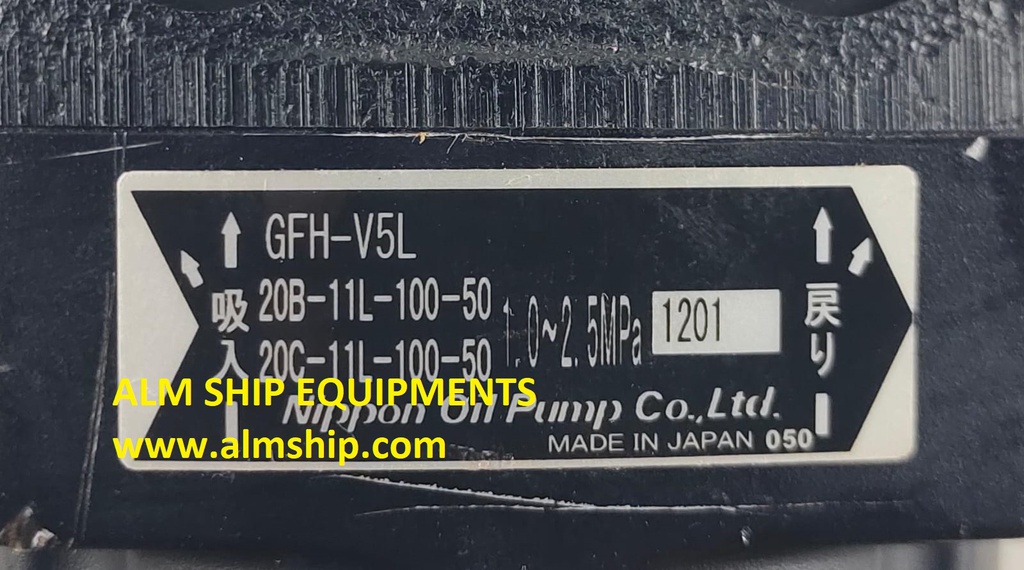 GFH-V5L
20B-11L-100-50
20C-11L-100-50
1.0~2.5MPa
1201
吸入
戻り
Nippon Oil Pump Co.,Ltd.
MADE IN JAPAN 050
ALM SHIP EQUIPMENTS
www.almship.com